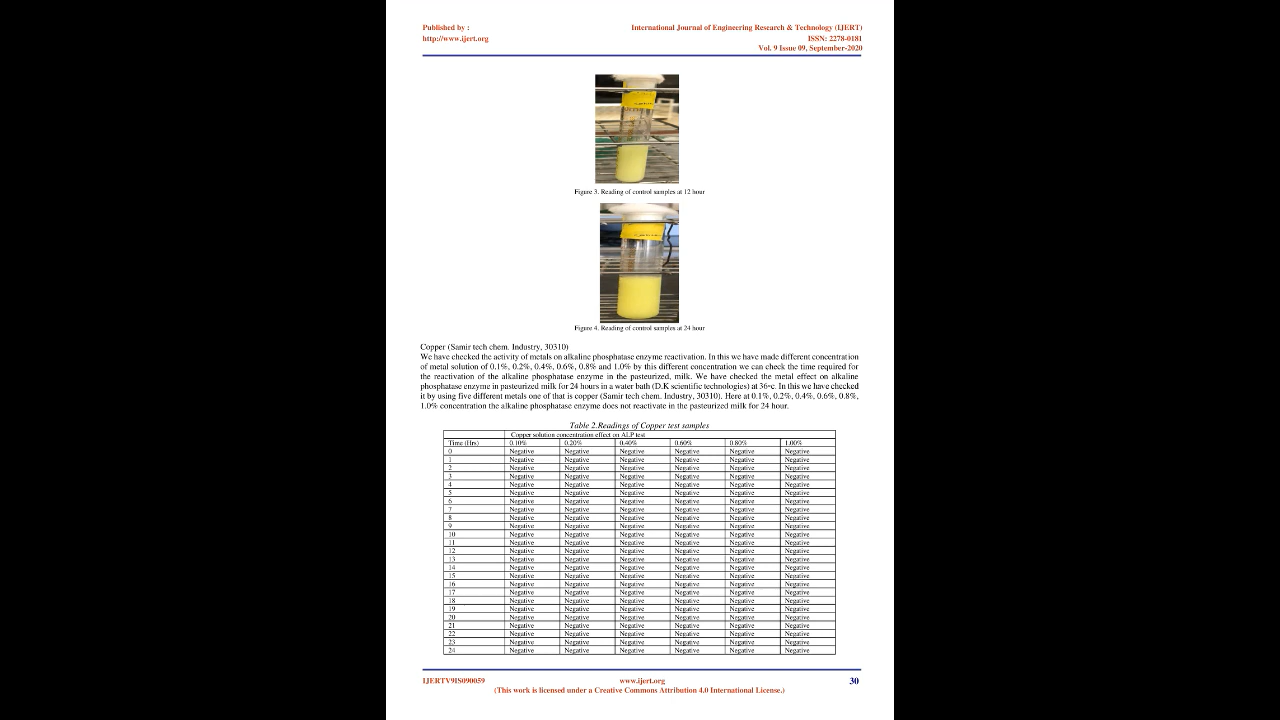 Published by :
International Journal of Engineering Research & Technology (IJERT)
http://www.ijert.org
ISSN: 2278-0181
Vol. 9 Issue 09, September-2020
Figure 3. Reading of control samples at 12 hour
Figure 4. Reading of control samples at 24 hour
Copper (Samir tech chem. Industry, 30310)
We have checked the activity of metals on alkaline phosphatase enzyme reactivation. In this we have made different concentration
of metal solution of 0.1%, 0.2%, 0.4%, 0.6%, 0.8% and 1.0% by this different concentration we can check the time required for
the reactivation of the alkaline phosphatase enzyme in the pasteurized, milk. We have checked the metal effect on alkaline
phosphatase enzyme in pasteurized milk for 24 hours in a water bath (D.K scientific technologies) at 36◦c. In this we have checked
it by using five different metals one of that is copper (Samir tech chem. Industry, 30310). Here at 0.1%, 0.2%, 0.4%, 0.6%, 0.8%,
1.0% concentration the alkaline phosphatase enzyme does not reactivate in the pasteurized milk for 24 hour.
Table 2.Readings of Copper test samples
Copper solution concentration effect on ALP test
Time (Hrs) 0.10% 0.20% 0.40% 0.60% 0.80% 1.00%
0 Negative Negative Negative Negative Negative Negative
1 Negative Negative Negative Negative Negative Negative
2 Negative Negative Negative Negative Negative Negative
3 Negative Negative Negative Negative Negative Negative
4 Negative Negative Negative Negative Negative Negative
5 Negative Negative Negative Negative Negative Negative
6 Negative Negative Negative Negative Negative Negative
7 Negative Negative Negative Negative Negative Negative
8 Negative Negative Negative Negative Negative Negative
9 Negative Negative Negative Negative Negative Negative
10 Negative Negative Negative Negative Negative Negative
11 Negative Negative Negative Negative Negative Negative
12 Negative Negative Negative Negative Negative Negative
13 Negative Negative Negative Negative Negative Negative
14 Negative Negative Negative Negative Negative Negative
15 Negative Negative Negative Negative Negative Negative
16 Negative Negative Negative Negative Negative Negative
17 Negative Negative Negative Negative Negative Negative
18 Negative Negative Negative Negative Negative Negative
19 Negative Negative Negative Negative Negative Negative
20 Negative Negative Negative Negative Negative Negative
21 Negative Negative Negative Negative Negative Negative
22 Negative Negative Negative Negative Negative Negative
23 Negative Negative Negative Negative Negative Negative
24 Negative Negative Negative Negative Negative Negative
IJERTV9IS090059
www.ijert.org
30
(This work is licensed under a Creative Commons Attribution 4.0 International License.)